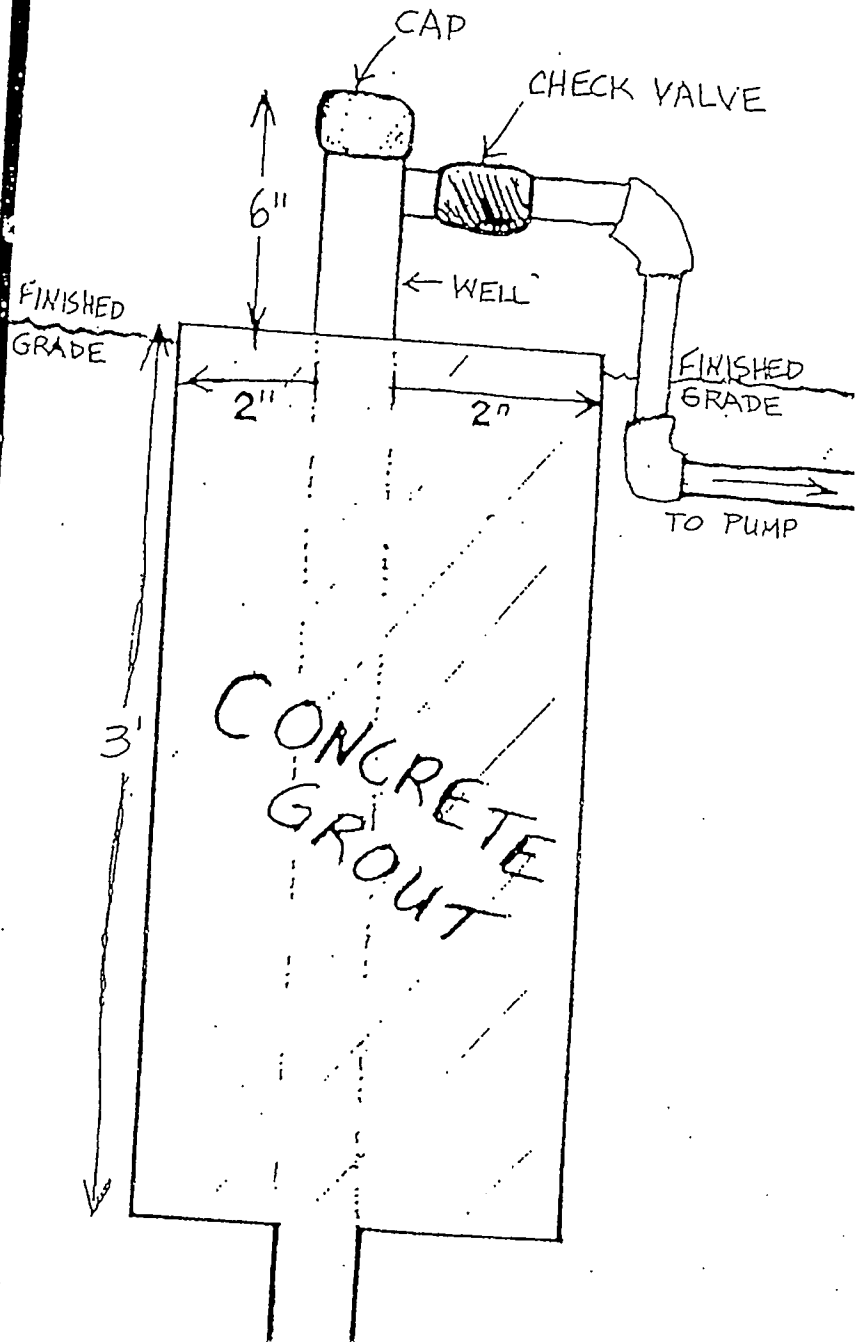 CAP
CHECK VALVE
6"
WELL
FINISHED
GRADE
FINISHED
GRADE
2"
2"
TO PUMP
3'
CONCRETE
GROUT